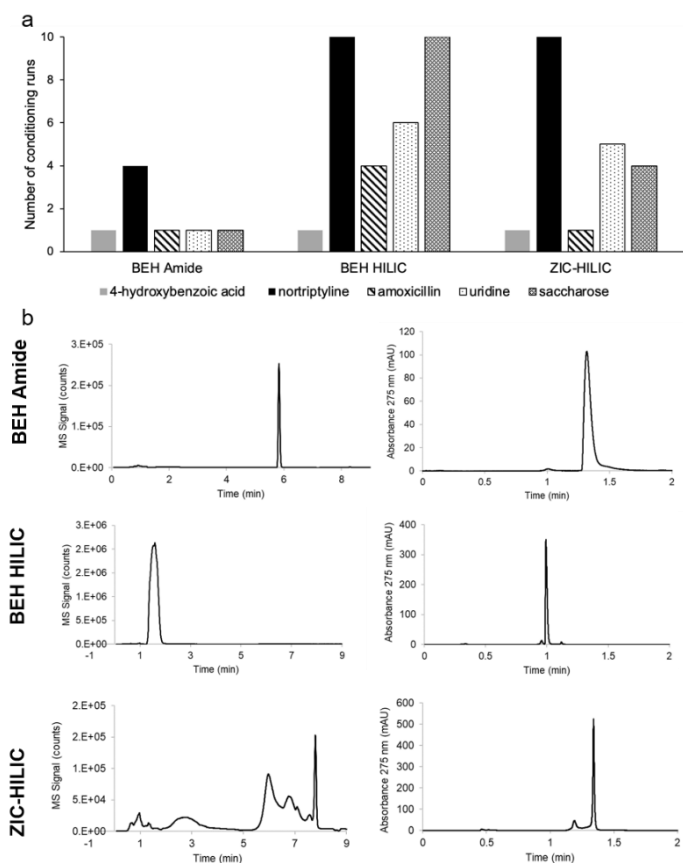 a
Number of conditioning runs
10
8
6
4
2
0
BEH Amide BEH HILIC ZIC-HILIC
4-hydroxybenzoic acid nortriptyline amoxicillin uridine saccharose
b
BEH Amide
MS Signal (counts)
3.E+05
2.E+05
1.E+05
0.E+00
0 2 4 6 8
Time (min)
Absorbance 275 nm (mAU)
120
100
80
60
40
20
0
0 0.5 1 1.5 2
Time (min)
BEH HILIC
MS Signal (counts)
3.E+06
2.E+06
2.E+06
1.E+06
5.E+05
0.E+00
-1 1 3 5 7 9
Time (min)
Absorbance 275 nm (mAU)
400
300
200
100
0
0 0.5 1 1.5 2
Time (min)
ZIC-HILIC
MS Signal (counts)
2.E+05
2.E+05
1.E+05
5.E+04
0.E+00
-1 1 3 5 7 9
Time (min)
Absorbance 275 nm (mAU)
600
500
400
300
200
100
0
0 0.5 1 1.5 2
Time (min)